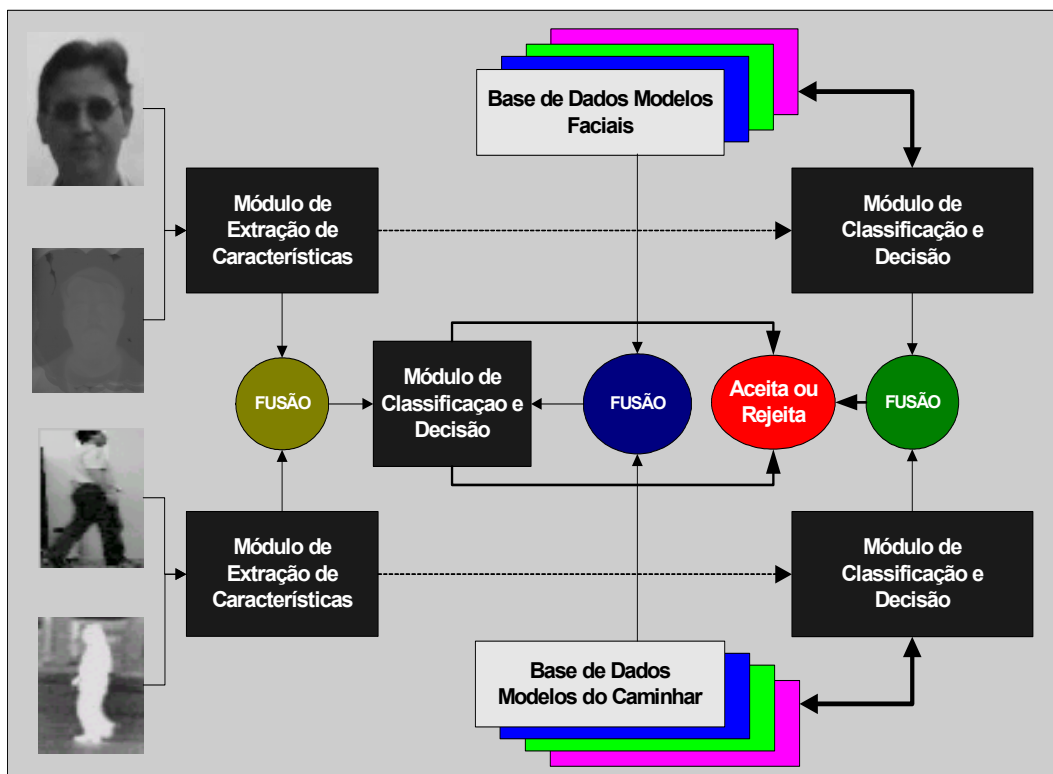 Base de Dados Modelos
Faciais
Módulo de
Extração de
Características
Módulo de
Classificação e
Decisão
FUSÃO
Módulo de
Classificaçao e
Decisão
FUSÃO
Aceita ou
Rejeita
FUSÃO
Módulo de
Extração de
Características
Módulo de
Classificação e
Decisão
Base de Dados
Modelos do Caminhar